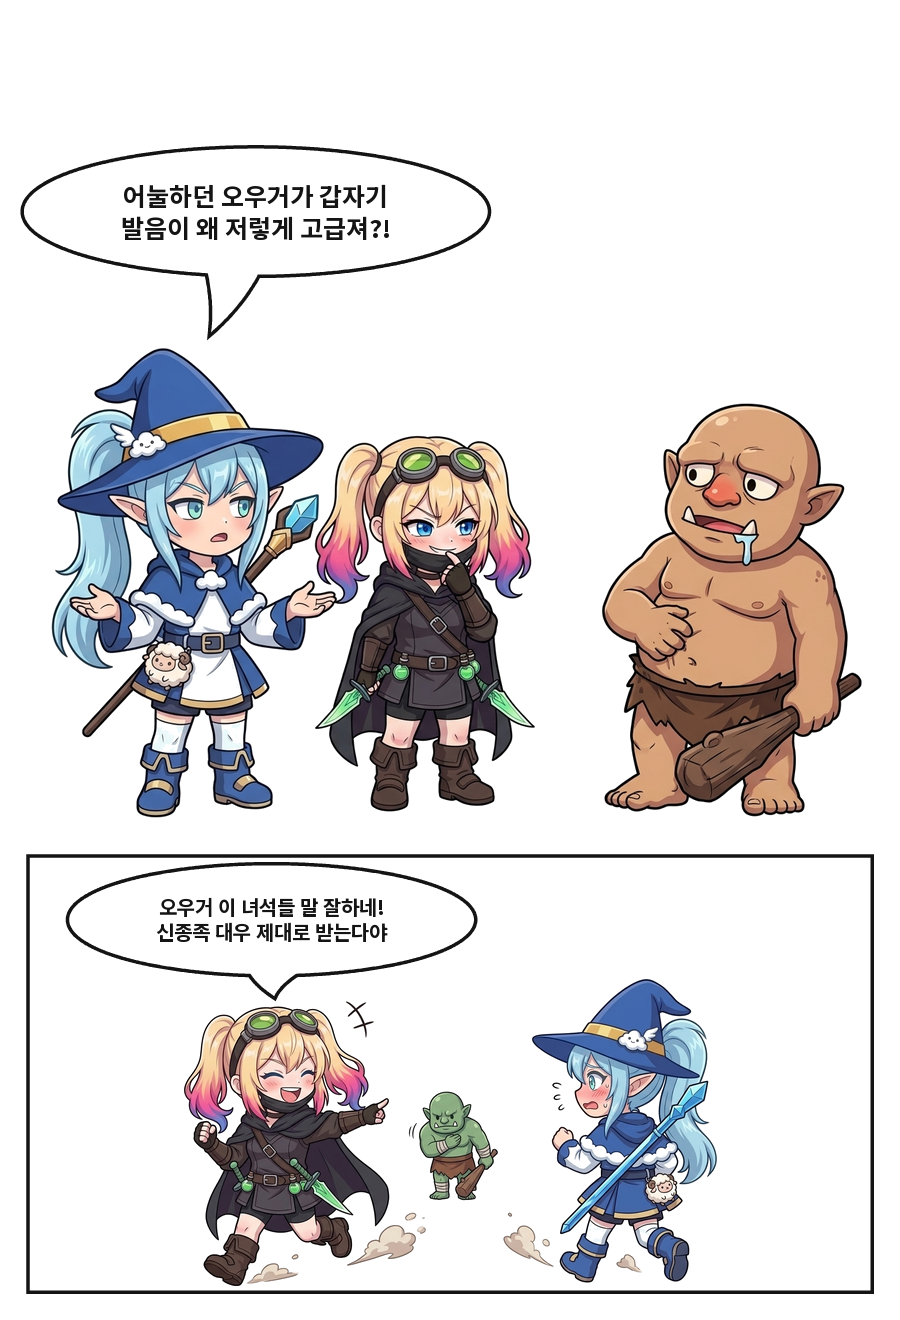 어눌하던 오우거가 갑자기
발음이 왜 저렇게 고급져?!
오우거 이 녀석들 말 잘하네!
신종족 대우 제대로 받는다야